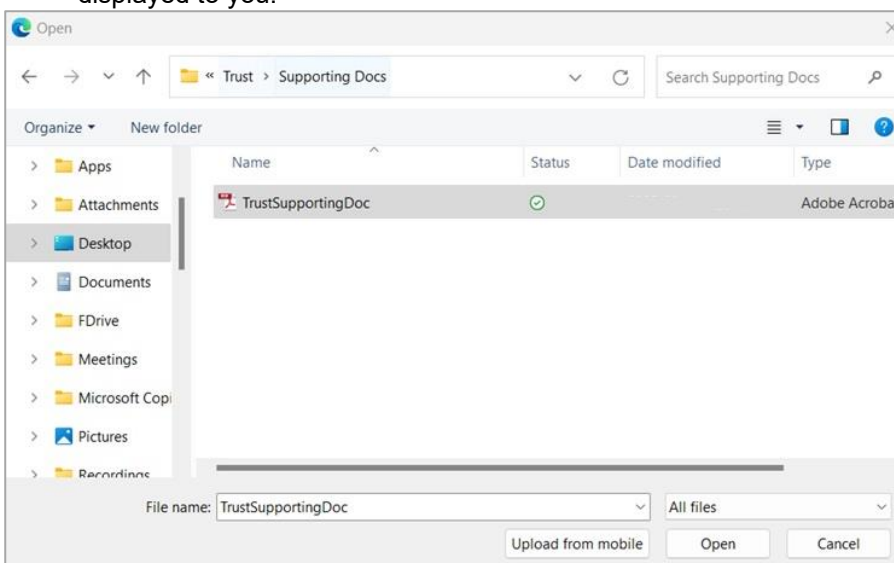 displayed to you.
Open
« Trust > Supporting Docs
Search Supporting Docs
Organize
New folder
Name
Status
Date modified
Type
Apps
Attachments
TrustSupportingDoc
Adobe Acroba
Desktop
Documents
FDrive
Meetings
Microsoft Copi
Pictures
Recordings
File name: TrustSupportingDoc
All files
Upload from mobile
Open
Cancel